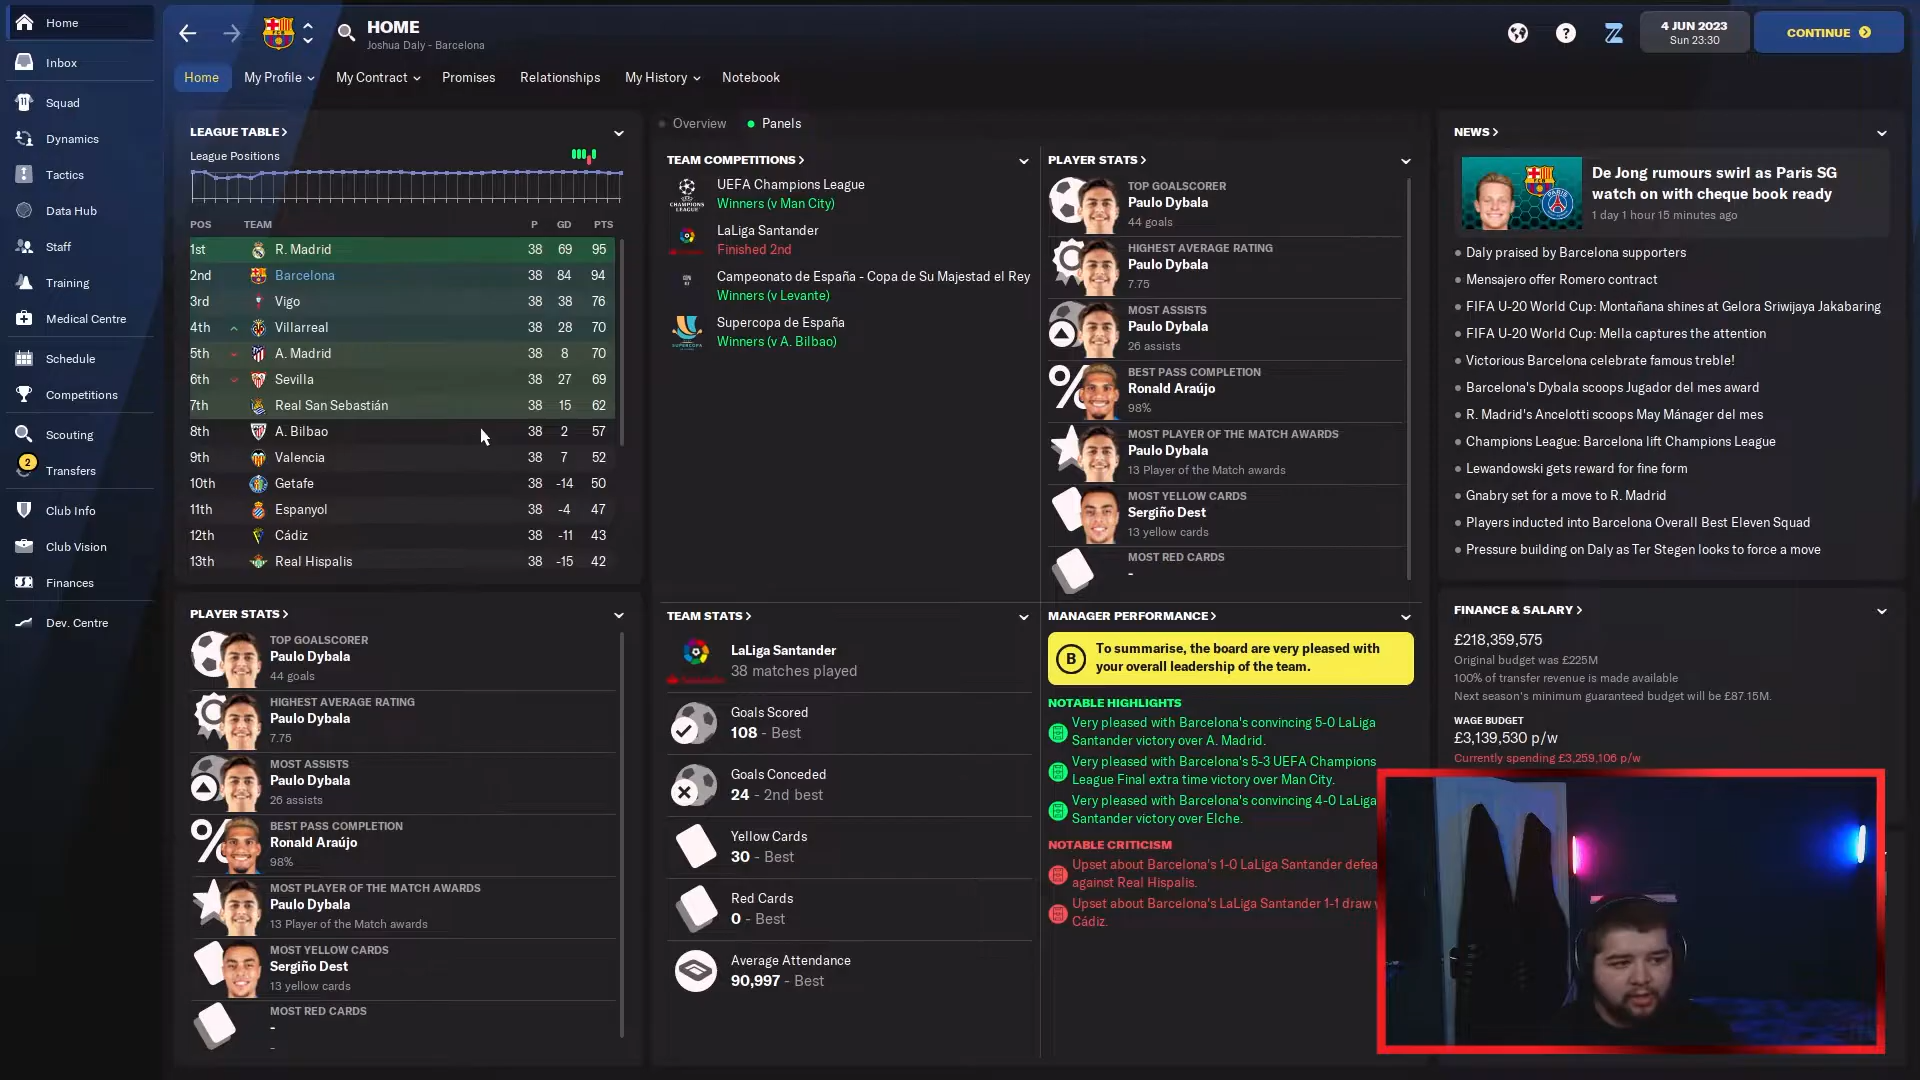 Home
Inbox
Squad
Dynamics
Tactics
Data Hub
Staff
Training
Medical Centre
Schedule
Competitions
Scouting
2
Transfers
Club Info
Club Vision
Finances
Dev. Centre
HOME
Joshua Daly - Barcelona
4 JUN 2023
Sun 23:30
CONTINUE
Home
My Profile
My Contract
Promises
Relationships
My History
Notebook
LEAGUE TABLE >
League Positions
POS TEAM P GD PTS
1st R. Madrid 38 69 95
2nd Barcelona 38 84 94
3rd Vigo 38 38 76
4th Villarreal 38 28 70
5th A. Madrid 38 8 70
6th Sevilla 38 27 69
7th Real San Sebastián 38 15 62
8th A. Bilbao 38 2 57
9th Valencia 38 7 52
10th Getafe 38 -14 50
11th Espanyol 38 -4 47
12th Cádiz 38 -11 43
13th Real Hispalis 38 -15 42
PLAYER STATS >
TOP GOALSCORER
Paulo Dybala
44 goals
HIGHEST AVERAGE RATING
Paulo Dybala
7.75
MOST ASSISTS
Paulo Dybala
26 assists
BEST PASS COMPLETION
Ronald Araújo
98%
MOST PLAYER OF THE MATCH AWARDS
Paulo Dybala
13 Player of the Match awards
MOST YELLOW CARDS
Sergiño Dest
13 yellow cards
MOST RED CARDS
-
-
Overview
Panels
TEAM COMPETITIONS >
CHAMPIONS LEAGUE
UEFA Champions League
Winners (v Man City)
LaLiga Santander
Finished 2nd
Campeonato de España - Copa de Su Majestad el Rey
Winners (v Levante)
Supercopa de España
Winners (v A. Bilbao)
PLAYER STATS >
TOP GOALSCORER
Paulo Dybala
44 goals
HIGHEST AVERAGE RATING
Paulo Dybala
7.75
MOST ASSISTS
Paulo Dybala
26 assists
BEST PASS COMPLETION
Ronald Araújo
98%
MOST PLAYER OF THE MATCH AWARDS
Paulo Dybala
13 Player of the Match awards
MOST YELLOW CARDS
Sergiño Dest
13 yellow cards
MOST RED CARDS
-
TEAM STATS >
LaLiga Santander
38 matches played
Goals Scored
108 - Best
Goals Conceded
24 - 2nd best
Yellow Cards
30 - Best
Red Cards
0 - Best
Average Attendance
90,997 - Best
MANAGER PERFORMANCE >
B
To summarise, the board are very pleased with
your overall leadership of the team.
NOTABLE HIGHLIGHTS
Very pleased with Barcelona's convincing 5-0 LaLiga
Santander victory over A. Madrid.
Very pleased with Barcelona's 5-3 UEFA Champions
League Final extra time victory over Man City.
Very pleased with Barcelona's convincing 4-0 LaLiga
Santander victory over Elche.
NOTABLE CRITICISM
Upset about Barcelona's 1-0 LaLiga Santander defea
against Real Hispalis.
Upset about Barcelona's LaLiga Santander 1-1 draw
Cádiz.
NEWS >
De Jong rumours swirl as Paris SG
watch on with cheque book ready
1 day 1 hour 15 minutes ago
Daly praised by Barcelona supporters
Mensajero offer Romero contract
FIFA U-20 World Cup: Montañana shines at Gelora Sriwijaya Jakabaring
FIFA U-20 World Cup: Mella captures the attention
Victorious Barcelona celebrate famous treble!
Barcelona's Dybala scoops Jugador del mes award
R. Madrid's Ancelotti scoops May Mánager del mes
Champions League: Barcelona lift Champions League
Lewandowski gets reward for fine form
Gnabry set for a move to R. Madrid
Players inducted into Barcelona Overall Best Eleven Squad
Pressure building on Daly as Ter Stegen looks to force a move
FINANCE & SALARY >
£218,359,575
Original budget was £225M
100% of transfer revenue is made available
Next season's minimum guaranteed budget will be £87.15M.
WAGE BUDGET
£3,139,530 p/w
Currently spending £3,259,106 p/w